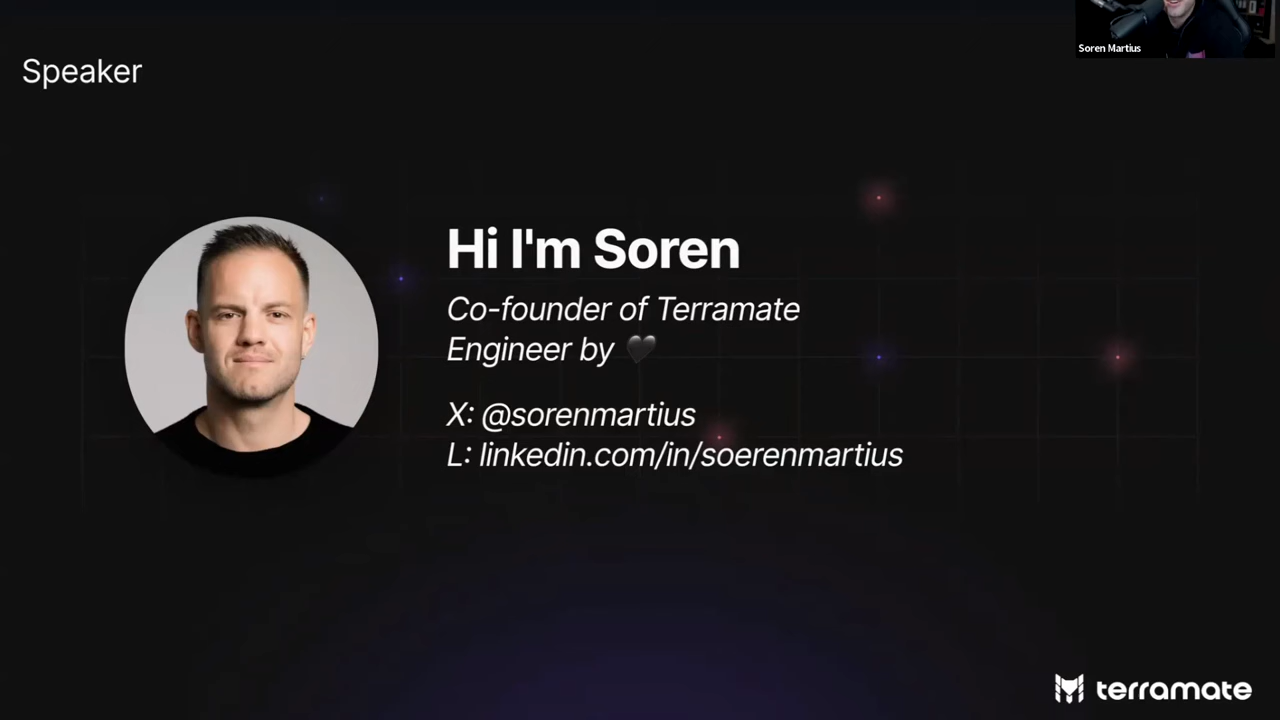 Soren Martius
Speaker
Hi I'm Soren
Co-founder of Terramate
Engineer by 🖤
X: @sorenmartius
L: linkedin.com/in/soerenmartius
terramate